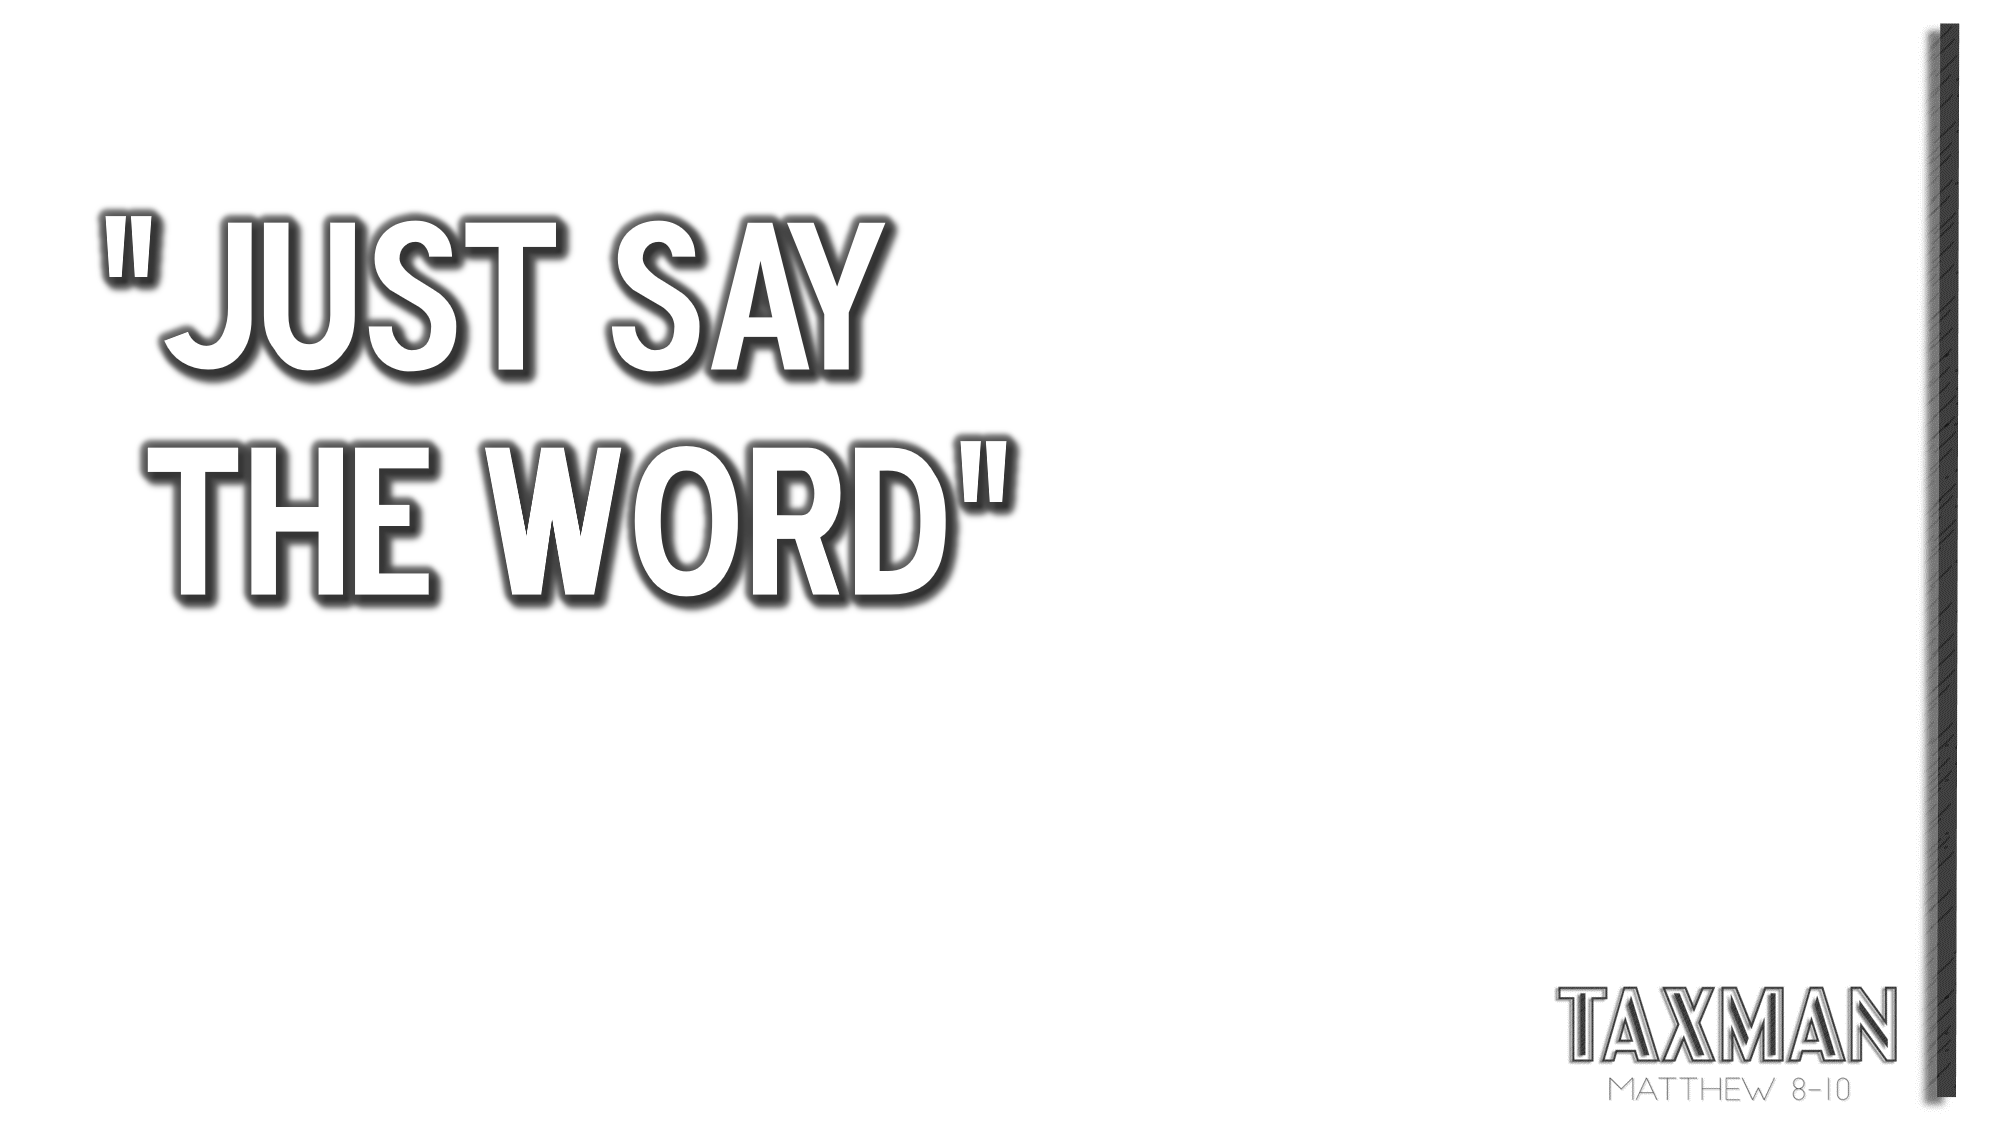 "JUST SAY
THE WORD"
TAXMAN
MATTHEW 8-10